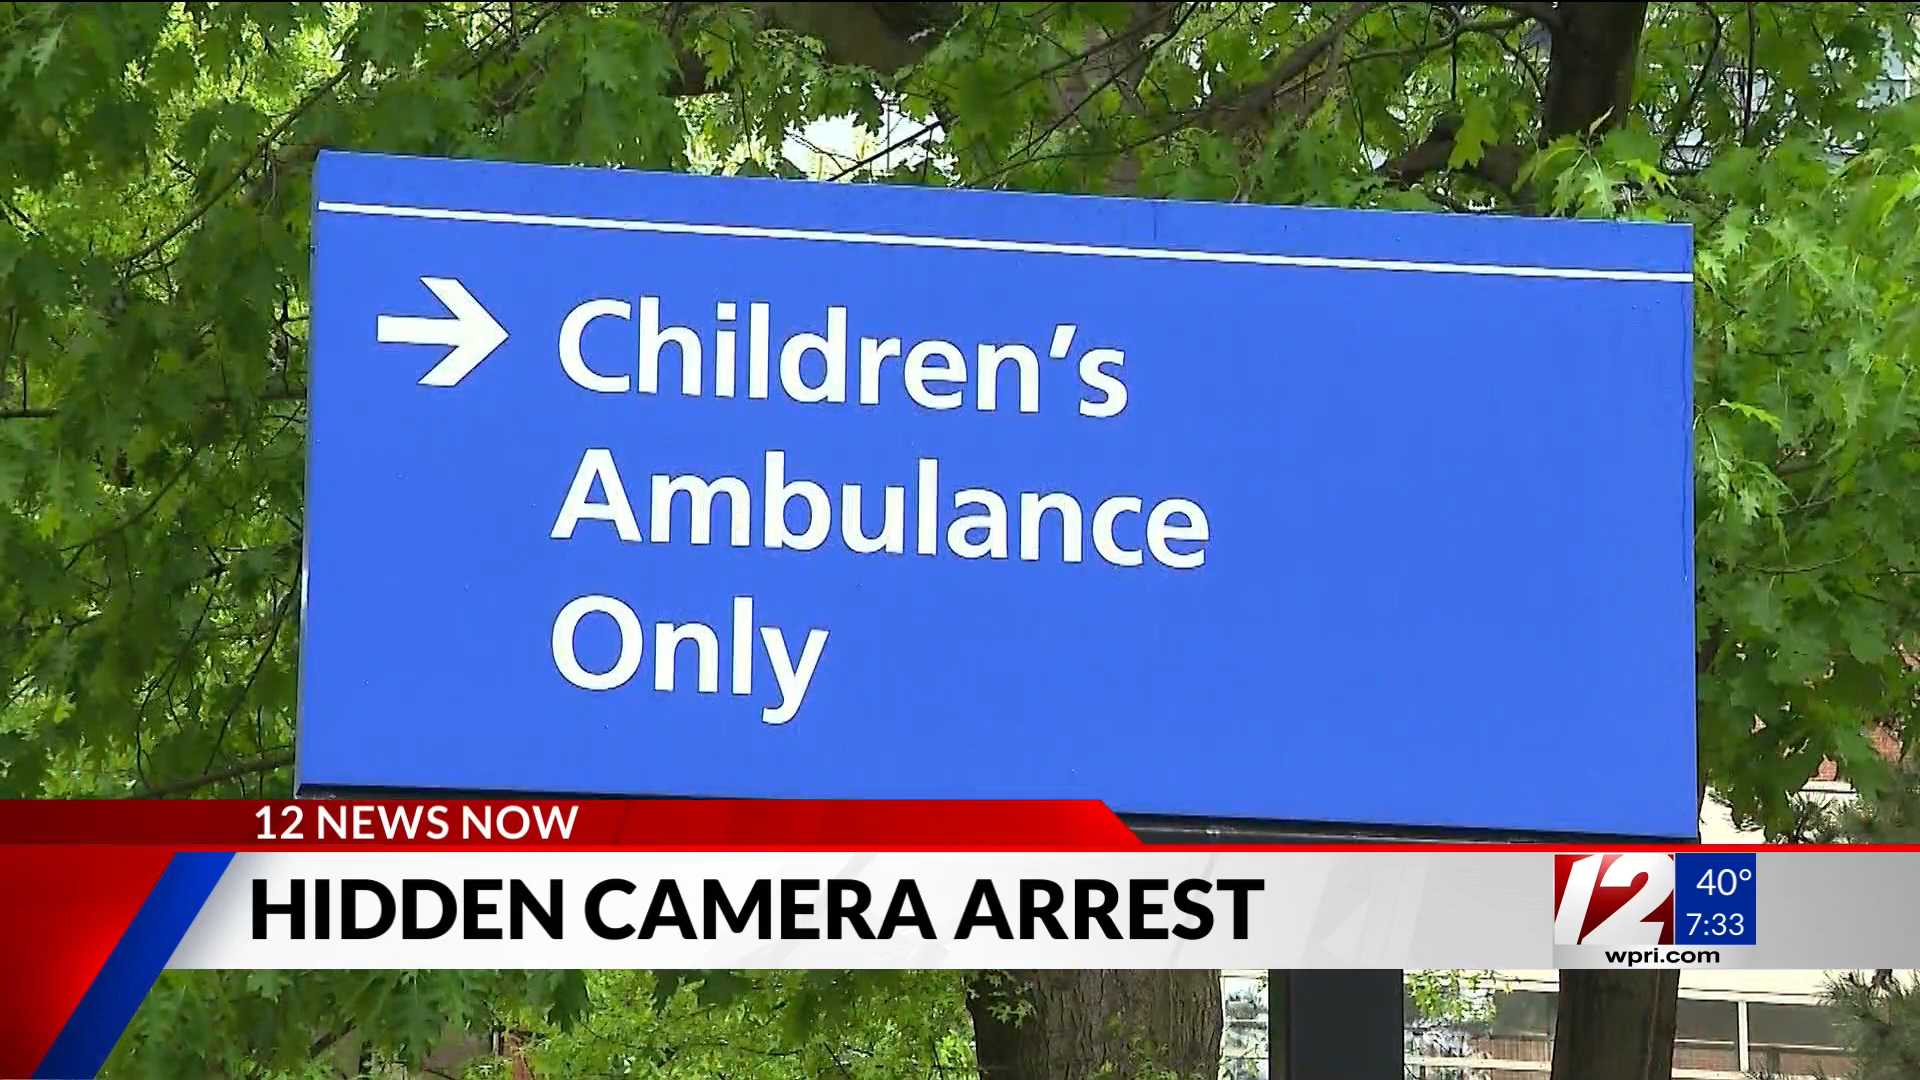 → Children's
Ambulance
Only
12 NEWS NOW
HIDDEN CAMERA ARREST
12
40°
7:33
wpri.com